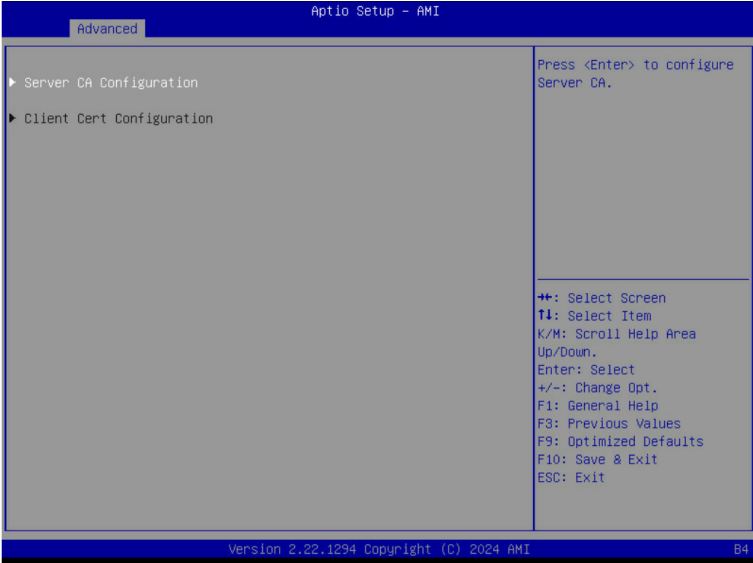 Aptio Setup – AMI
Advanced
▶ Server CA Configuration
▶ Client Cert Configuration
Press <Enter> to configure
Server CA.
→←: Select Screen
↑↓: Select Item
K/M: Scroll Help Area
Up/Down.
Enter: Select
+/-: Change Opt.
F1: General Help
F3: Previous Values
F9: Optimized Defaults
F10: Save & Exit
ESC: Exit
Version 2.22.1294 Copyright (C) 2024 AMI
B4